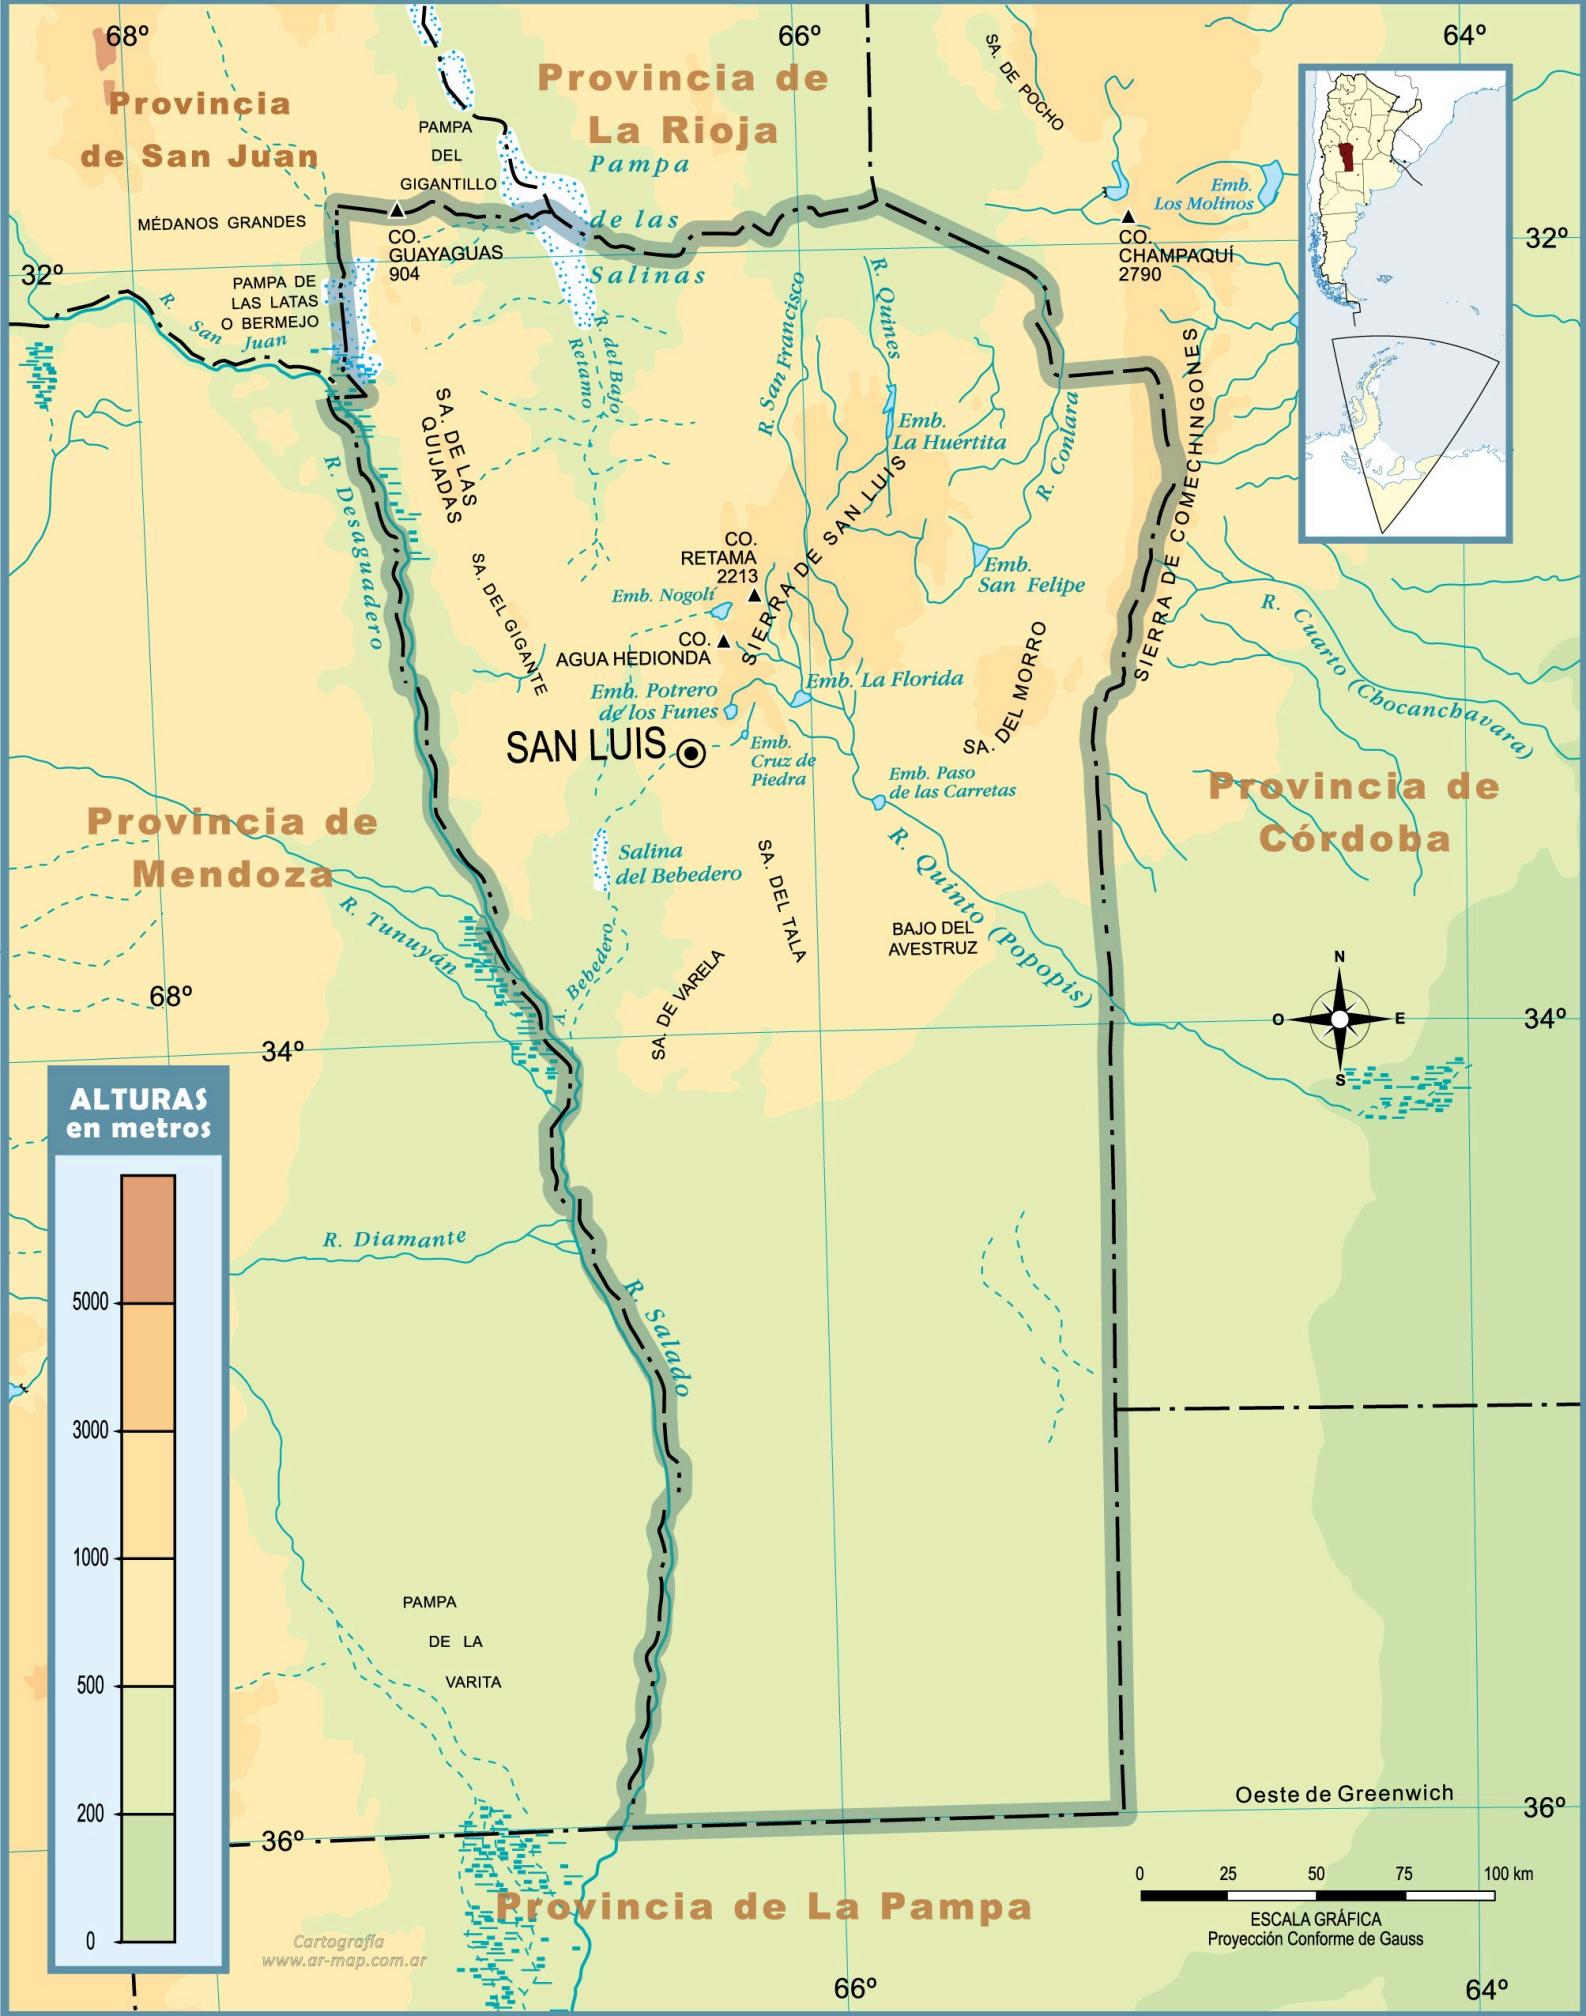 68º
66º
64º
Provincia
de San Juan
Provincia de
La Rioja
SA. DE POCHO
PAMPA
DEL
GIGANTILLO
Pampa
de las
Salinas
Emb.
Los Molinos
MÉDANOS GRANDES
CO.
GUAYAGUAS
904
CO.
CHAMPAQUÍ
2790
32º
32º
PAMPA DE
LAS LATAS
O BERMEJO
R. San Juan
R. San Francisco
R. Quines
R. del Bajo
Retamo
SA. DE LAS
QUIJADAS
Emb.
La Huertita
R. Conlara
SIERRA DE COMECHINGONES
R. Desaguadero
SIERRA DE SAN LUIS
CO.
RETAMA
2213
Emb.
San Felipe
SA. DEL GIGANTE
Emb. Nogolí
CO.
AGUA HEDIONDA
R. Cuarto (Chocanchavara)
SA. DEL MORRO
Emb. La Florida
Emb. Potrero
de los Funes
SAN LUIS
Emb.
Cruz de
Piedra
Emb. Paso
de las Carretas
Provincia de
Córdoba
Provincia de
Mendoza
Salina
del Bebedero
SA. DEL TALA
R. Quinto (Popopis)
R. Tunuyán
BAJO DEL
AVESTRUZ
A. Bebedero
SA. DE VARELA
68º
N
O
E
S
34º
34º
ALTURAS
en metros
5000
3000
1000
500
200
0
R. Diamante
R. Salado
PAMPA
DE LA
VARITA
Oeste de Greenwich
36º
36º
0 25 50 75 100 km
ESCALA GRÁFICA
Proyección Conforme de Gauss
Provincia de La Pampa
Cartografía
www.ar-map.com.ar
66º
64º